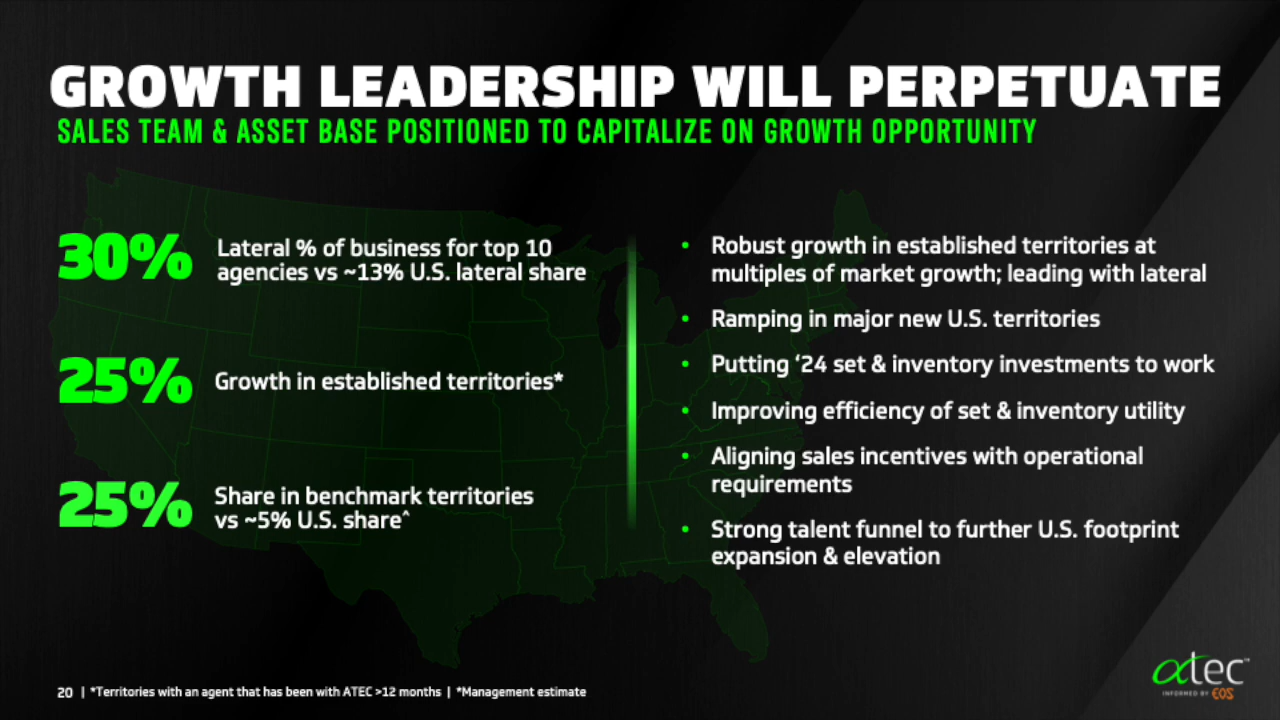 GROWTH LEADERSHIP WILL PERPETUATE
SALES TEAM & ASSET BASE POSITIONED TO CAPITALIZE ON GROWTH OPPORTUNITY
30%
Lateral % of business for top 10
agencies vs ~13% U.S. lateral share
25%
Growth in established territories*
25%
Share in benchmark territories
vs ~5% U.S. share^
• Robust growth in established territories at
multiples of market growth; leading with lateral
• Ramping in major new U.S. territories
• Putting ‘24 set & inventory investments to work
• Improving efficiency of set & inventory utility
• Aligning sales incentives with operational
requirements
• Strong talent funnel to further U.S. footprint
expansion & elevation
20 | *Territories with an agent that has been with ATEC >12 months | *Management estimate
atec™
INFORMED BY EOS